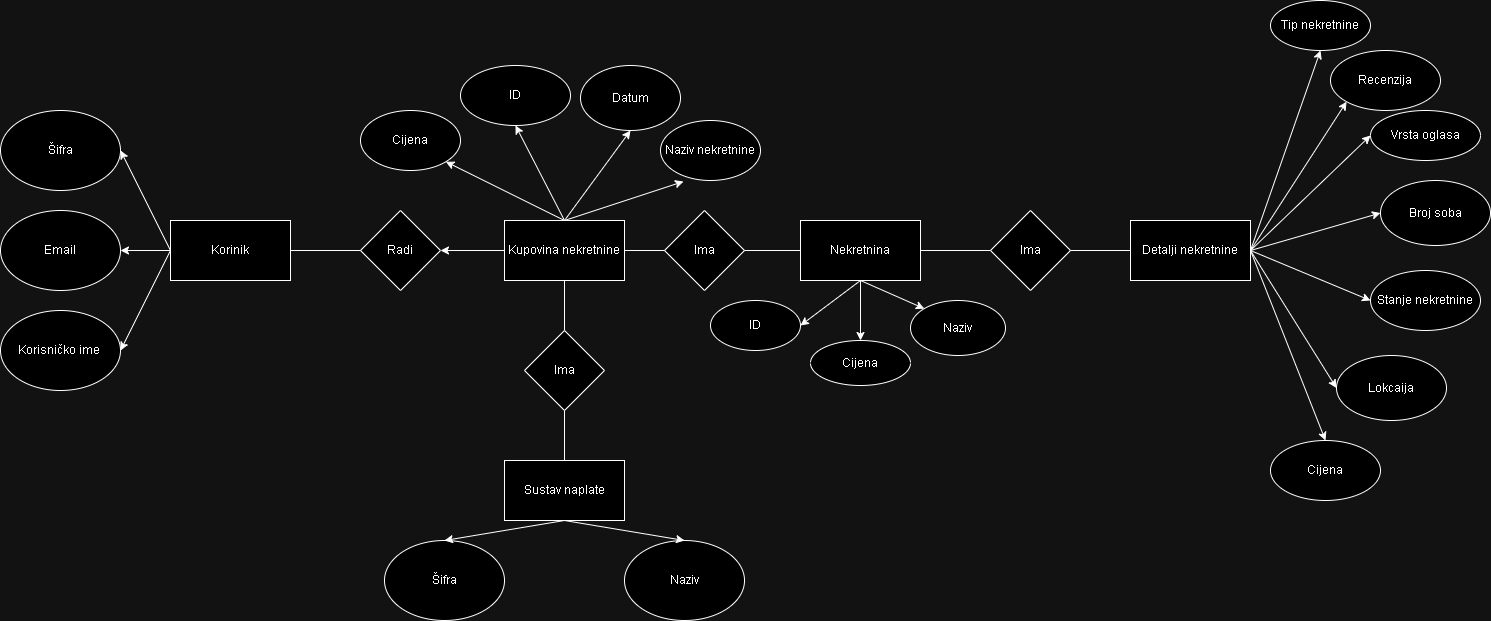 Tip nekretnine
Recenzija
ID
Datum
Vrsta oglasa
Cijena
Šifra
Naziv nekretnine
Broj soba
Email
Korinik
Radi
Kupovina nekretnine
Ima
Nekretnina
Ima
Detalji nekretnine
Stanje nekretnine
ID
Naziv
Korisničko ime
Cijena
Ima
Lokcaija
Cijena
Sustav naplate
Šifra
Naziv